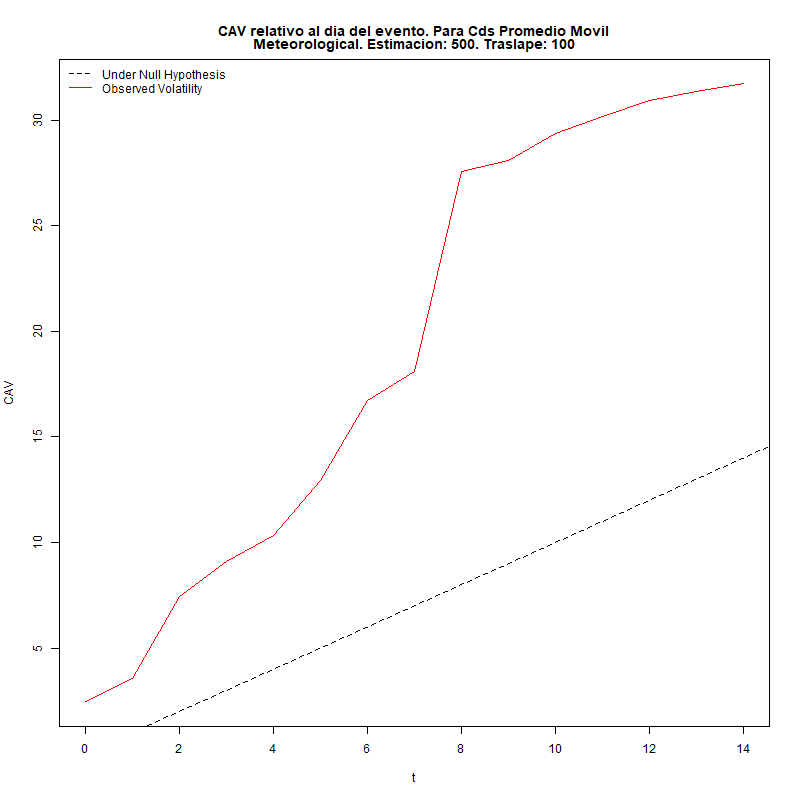 CAV relativo al dia del evento. Para Cds Promedio Movil
Meteorological. Estimacion: 500. Traslape: 100
Under Null Hypothesis
Observed Volatility
30
25
20
15
10
5
CAV
0 2 4 6 8 10 12 14
t